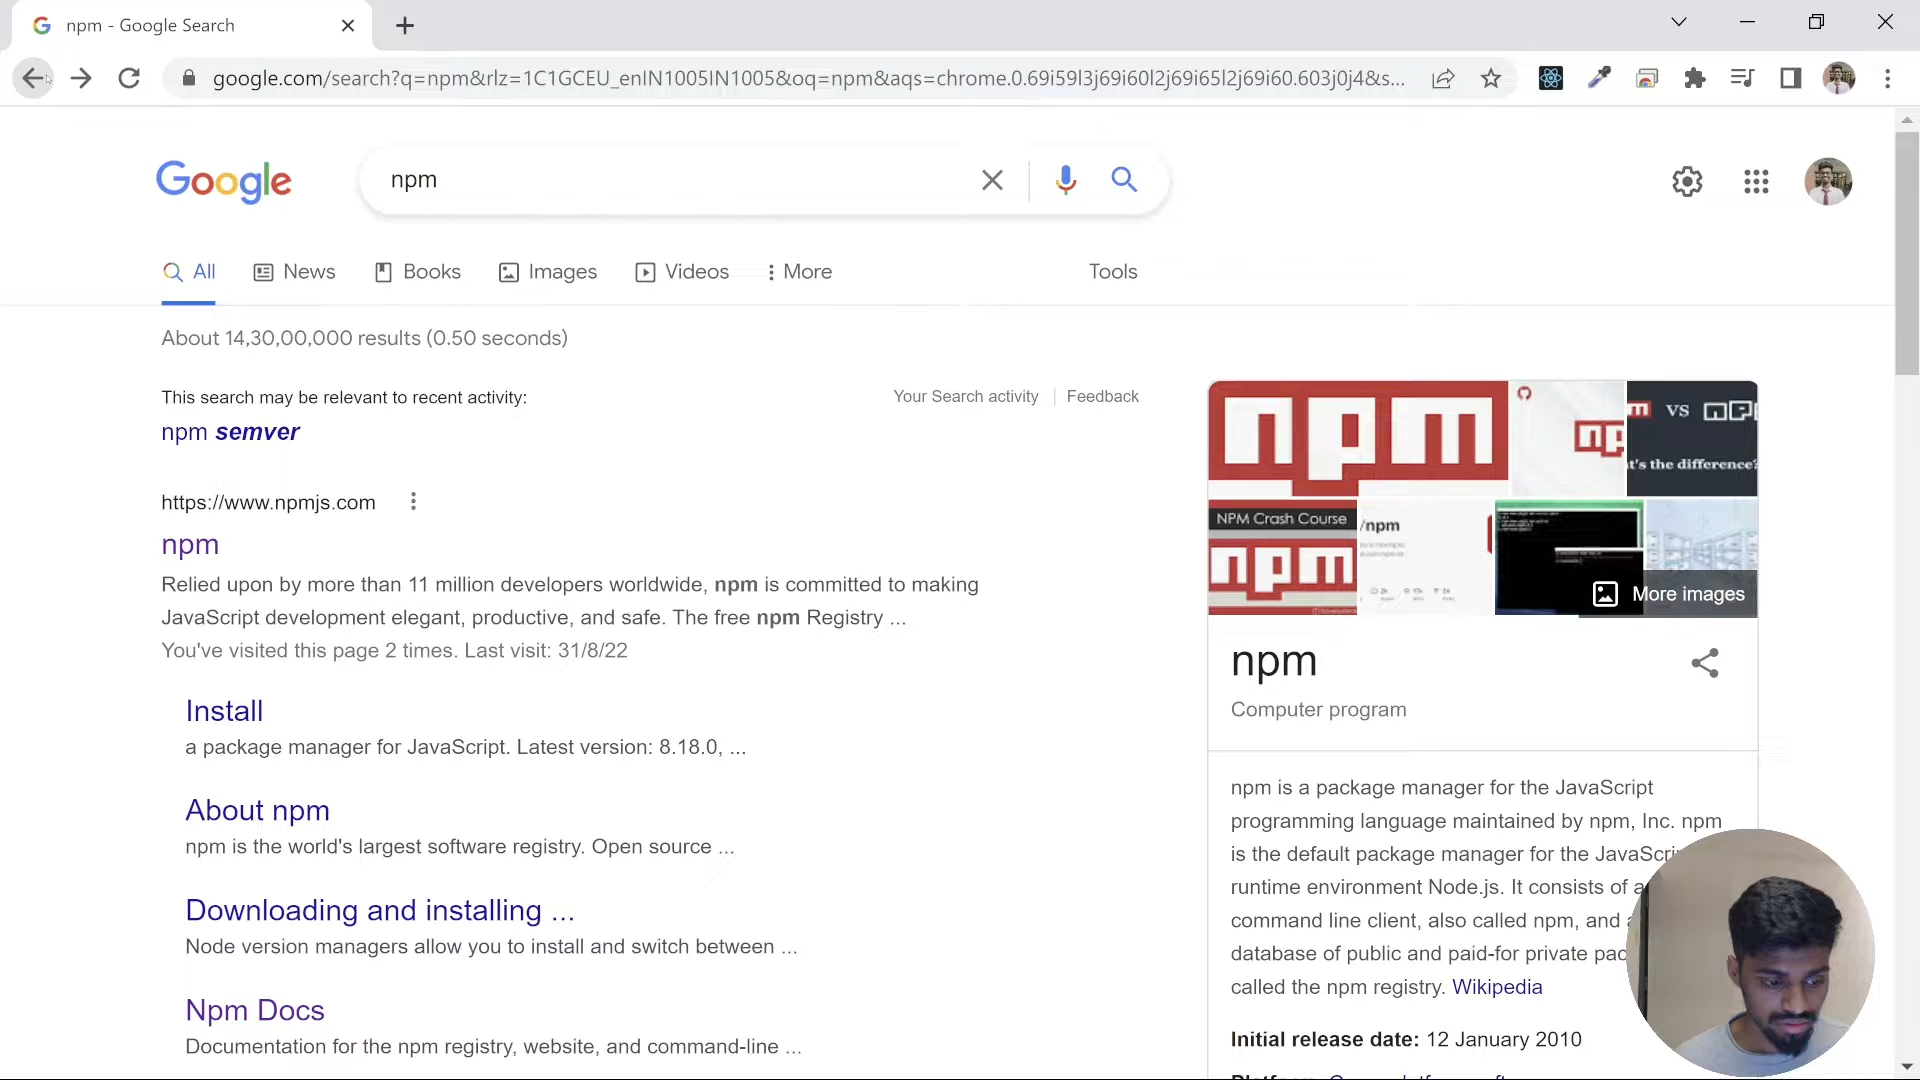 npm - Google Search
google.com/search?q=npm&rlz=1C1GCEU_enIN1005IN1005&oq=npm&aqs=chrome.0.69i59l3j69i60l2j69i65l2j69i60.603j0j4&s...
Google
npm
All
News
Books
Images
Videos
More
Tools
About 14,30,00,000 results (0.50 seconds)
This search may be relevant to recent activity:
Your Search activity
Feedback
npm semver
https://www.npmjs.com
npm
Relied upon by more than 11 million developers worldwide, npm is committed to making
JavaScript development elegant, productive, and safe. The free npm Registry ...
You've visited this page 2 times. Last visit: 31/8/22
Install
a package manager for JavaScript. Latest version: 8.18.0, ...
About npm
npm is the world's largest software registry. Open source ...
Downloading and installing ...
Node version managers allow you to install and switch between ...
Npm Docs
Documentation for the npm registry, website, and command-line ...
npm
vs
t's the difference?
NPM Crash Course
npm
/npm
More images
npm
Computer program
npm is a package manager for the JavaScript
programming language maintained by npm, Inc. npm
is the default package manager for the JavaScri
runtime environment Node.js. It consists of a
command line client, also called npm, and a
database of public and paid-for private pac
called the npm registry. Wikipedia
Initial release date: 12 January 2010